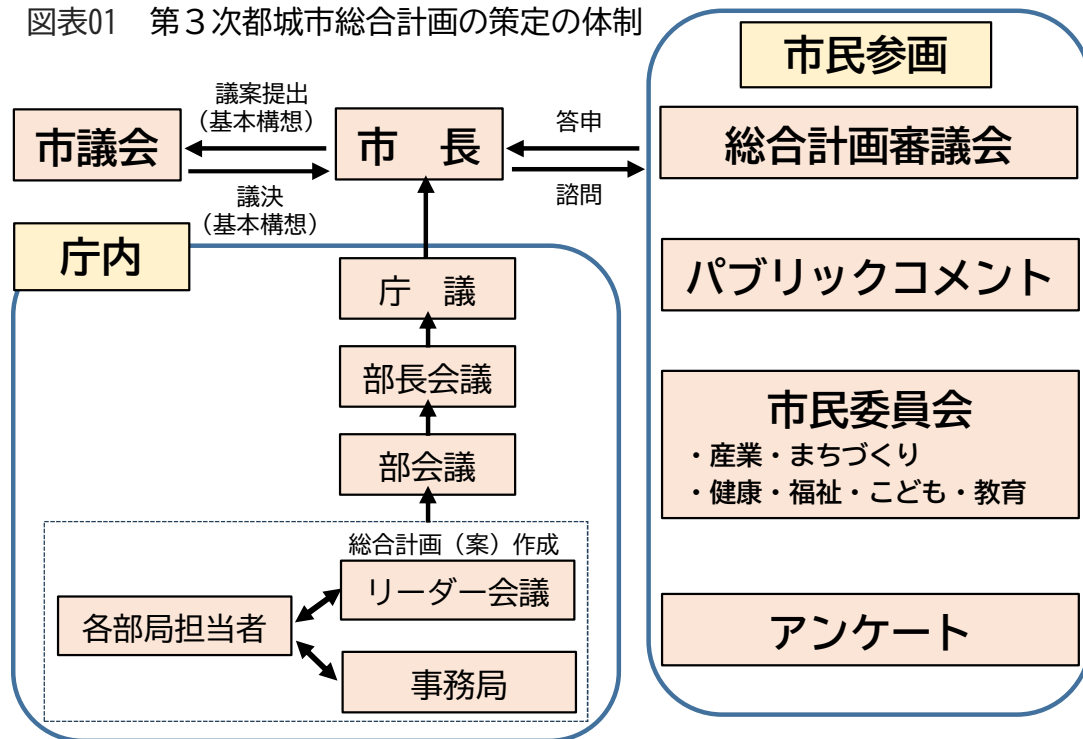 図表01　第３次都城市総合計画の策定の体制
市民参画
議案提出
（基本構想）
答申
市議会
市　長
総合計画審議会
議決
（基本構想）
諮問
庁内
庁　議
パブリックコメント
部長会議
市民委員会
・産業・まちづくり
・健康・福祉・こども・教育
部会議
総合計画（案）作成
リーダー会議
各部局担当者
アンケート
事務局